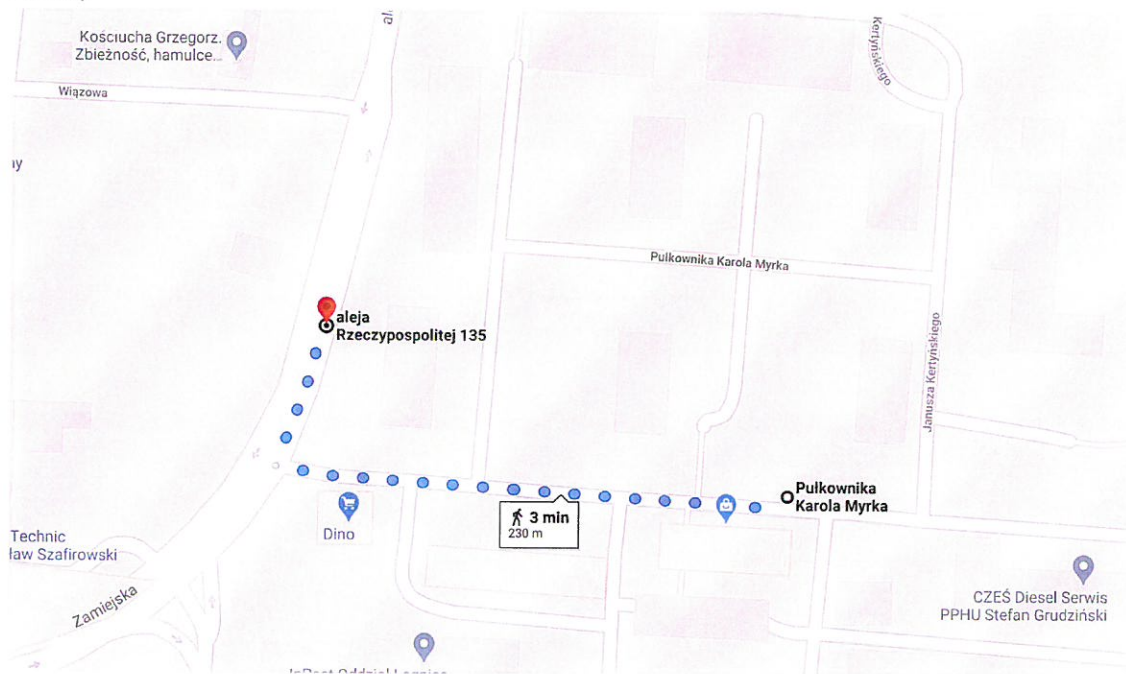 Kościucha Grzegorz.
Zbieżność, hamulce...
al
Kertyńskiego
Wiązowa
Pułkownika Karola Myrka
aleja
Rzeczypospolitej 135
Janusza Kertyńskiego
Pułkownika
Karola Myrka
3 min
230 m
Dino
Technic
ław Szafirowski
Zamiejska
CZEŚ Diesel Serwis
PPHU Stefan Grudziński